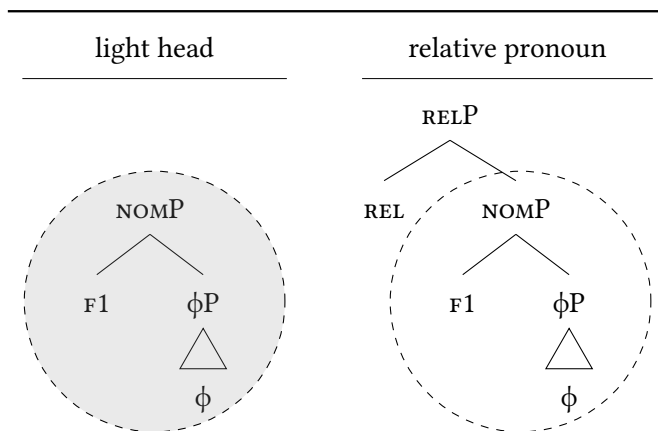 light head relative pronoun
RELP
NOMP REL NOMP
F1 ϕP F1 ϕP
ϕ ϕ